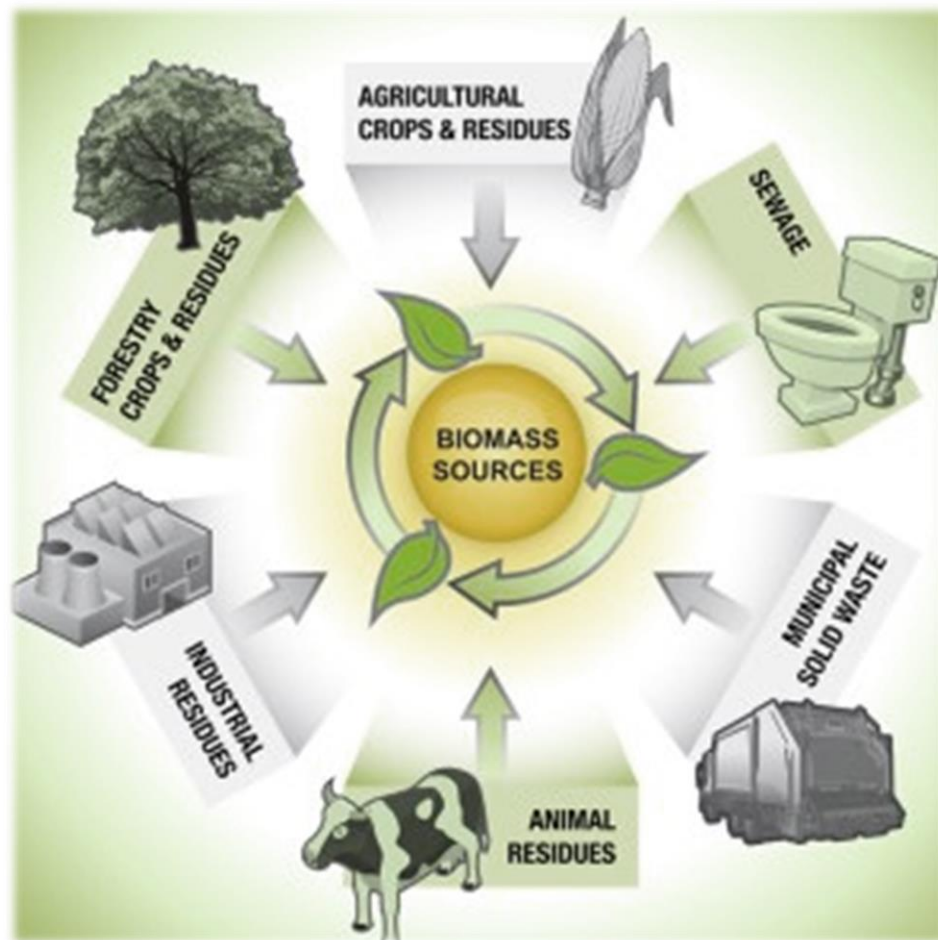 AGRICULTURAL
CROPS & RESIDUES
SEWAGE
FORESTRY
CROPS & RESIDUES
BIOMASS
SOURCES
MUNICIPAL
SOLID WASTE
INDUSTRIAL
RESIDUES
ANIMAL
RESIDUES